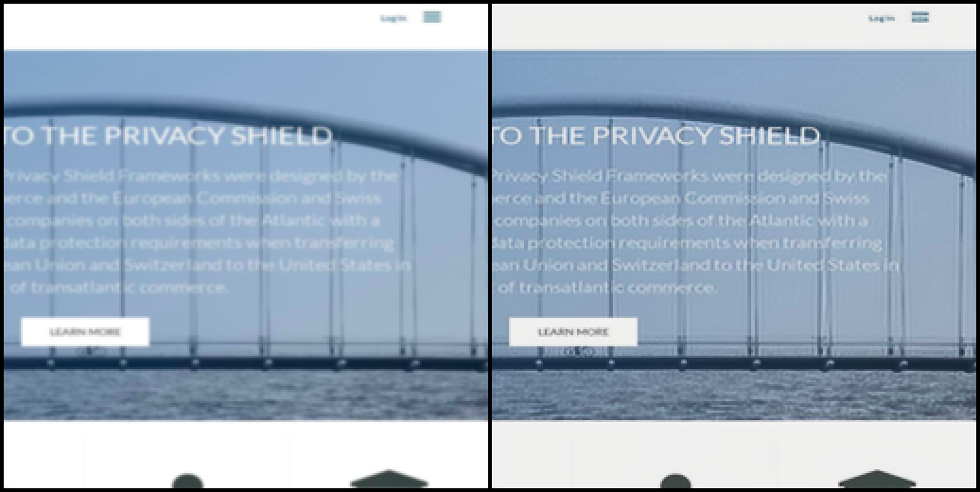 Log In
Log In
TO THE PRIVACY SHIELD
Privacy Shield Frameworks were designed by the
erce and the European Commission and Swiss
companies on both sides of the Atlantic with a
data protection requirements when transferring
ean Union and Switzerland to the United States in
of transatlantic commerce.
LEARN MORE
TO THE PRIVACY SHIELD
Privacy Shield Frameworks were designed by the
erce and the European Commission and Swiss
companies on both sides of the Atlantic with a
data protection requirements when transferring
ean Union and Switzerland to the United States in
of transatlantic commerce.
LEARN MORE